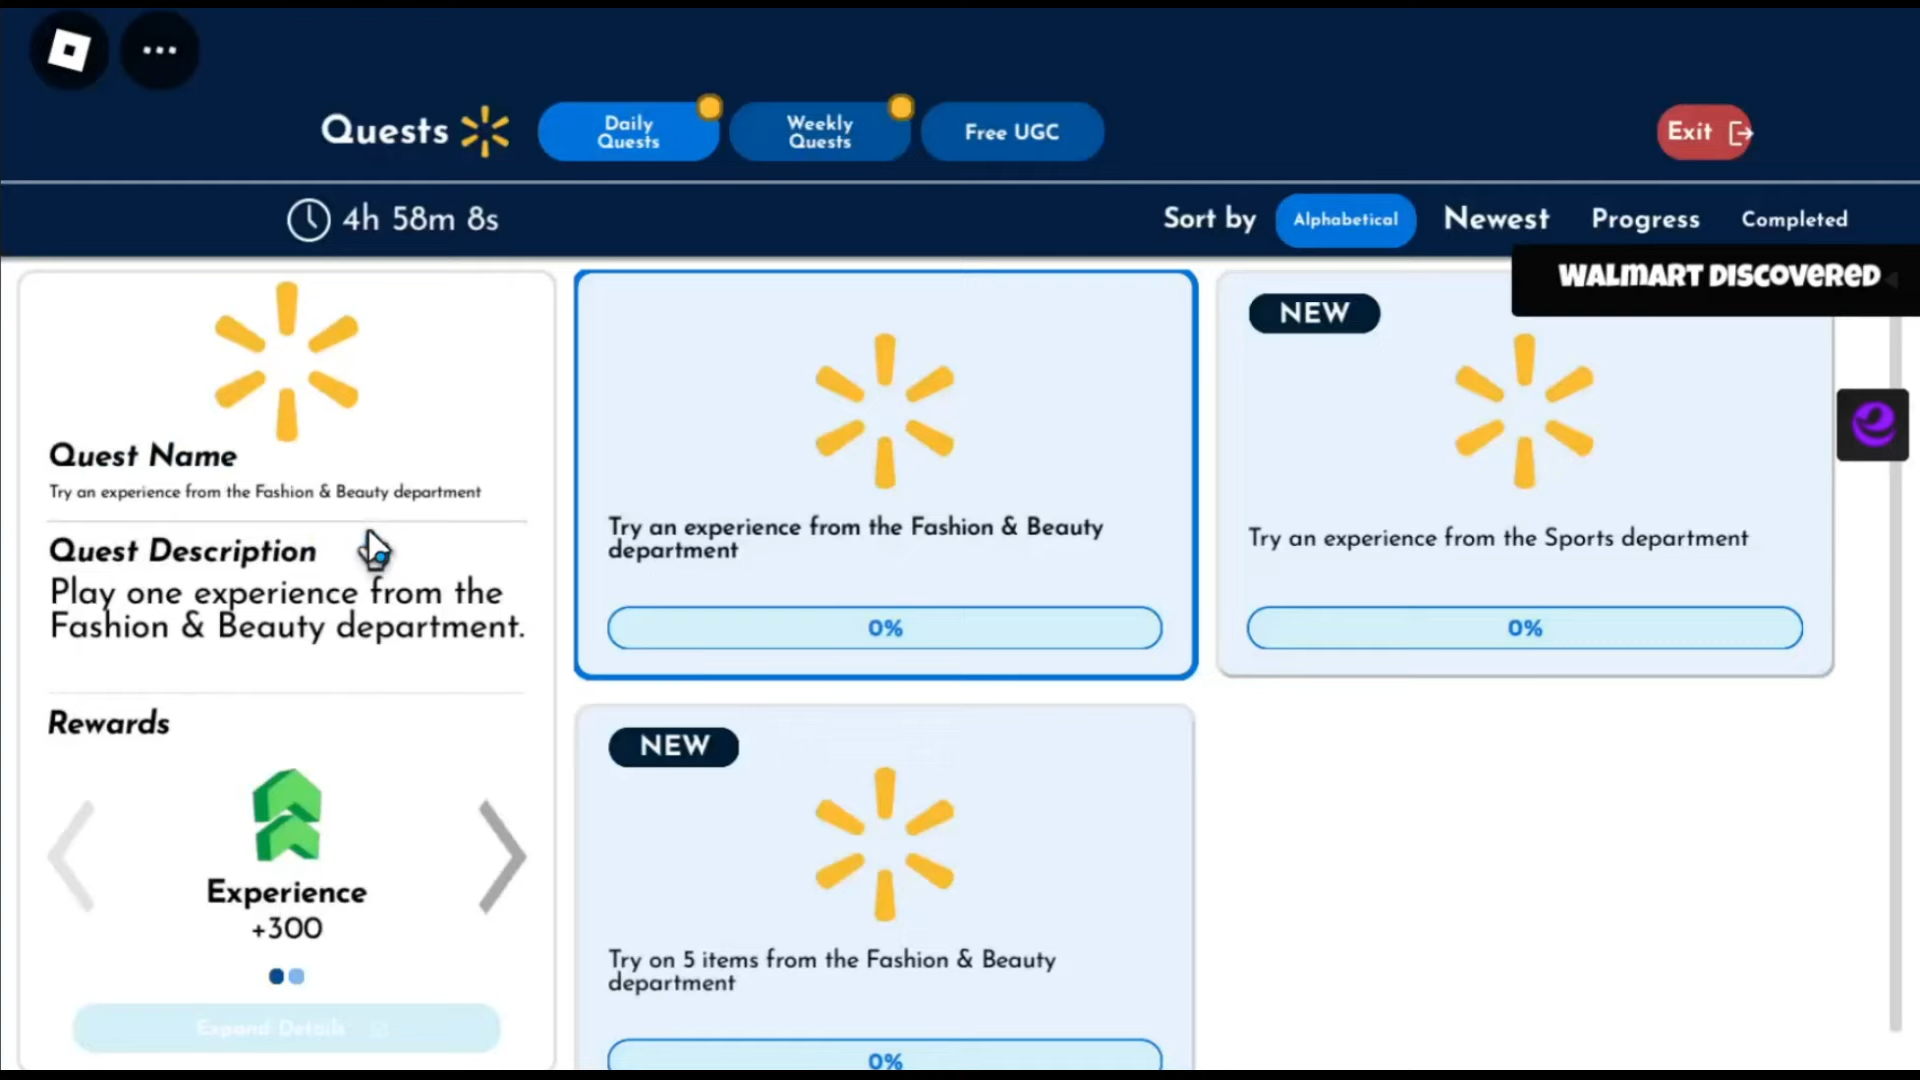 Quests
Daily
Quests
Weekly
Quests
Free UGC
Exit
4h 58m 8s
Sort by
Alphabetical
Newest
Progress
Completed
WALMART DISCOVERED
Quest Name
Try an experience from the Fashion & Beauty department
Quest Description
Play one experience from the
Fashion & Beauty department.
Rewards
Experience
+300
Expand Details
Try an experience from the Fashion & Beauty
department
0%
NEW
Try an experience from the Sports department
0%
NEW
Try on 5 items from the Fashion & Beauty
department
0%